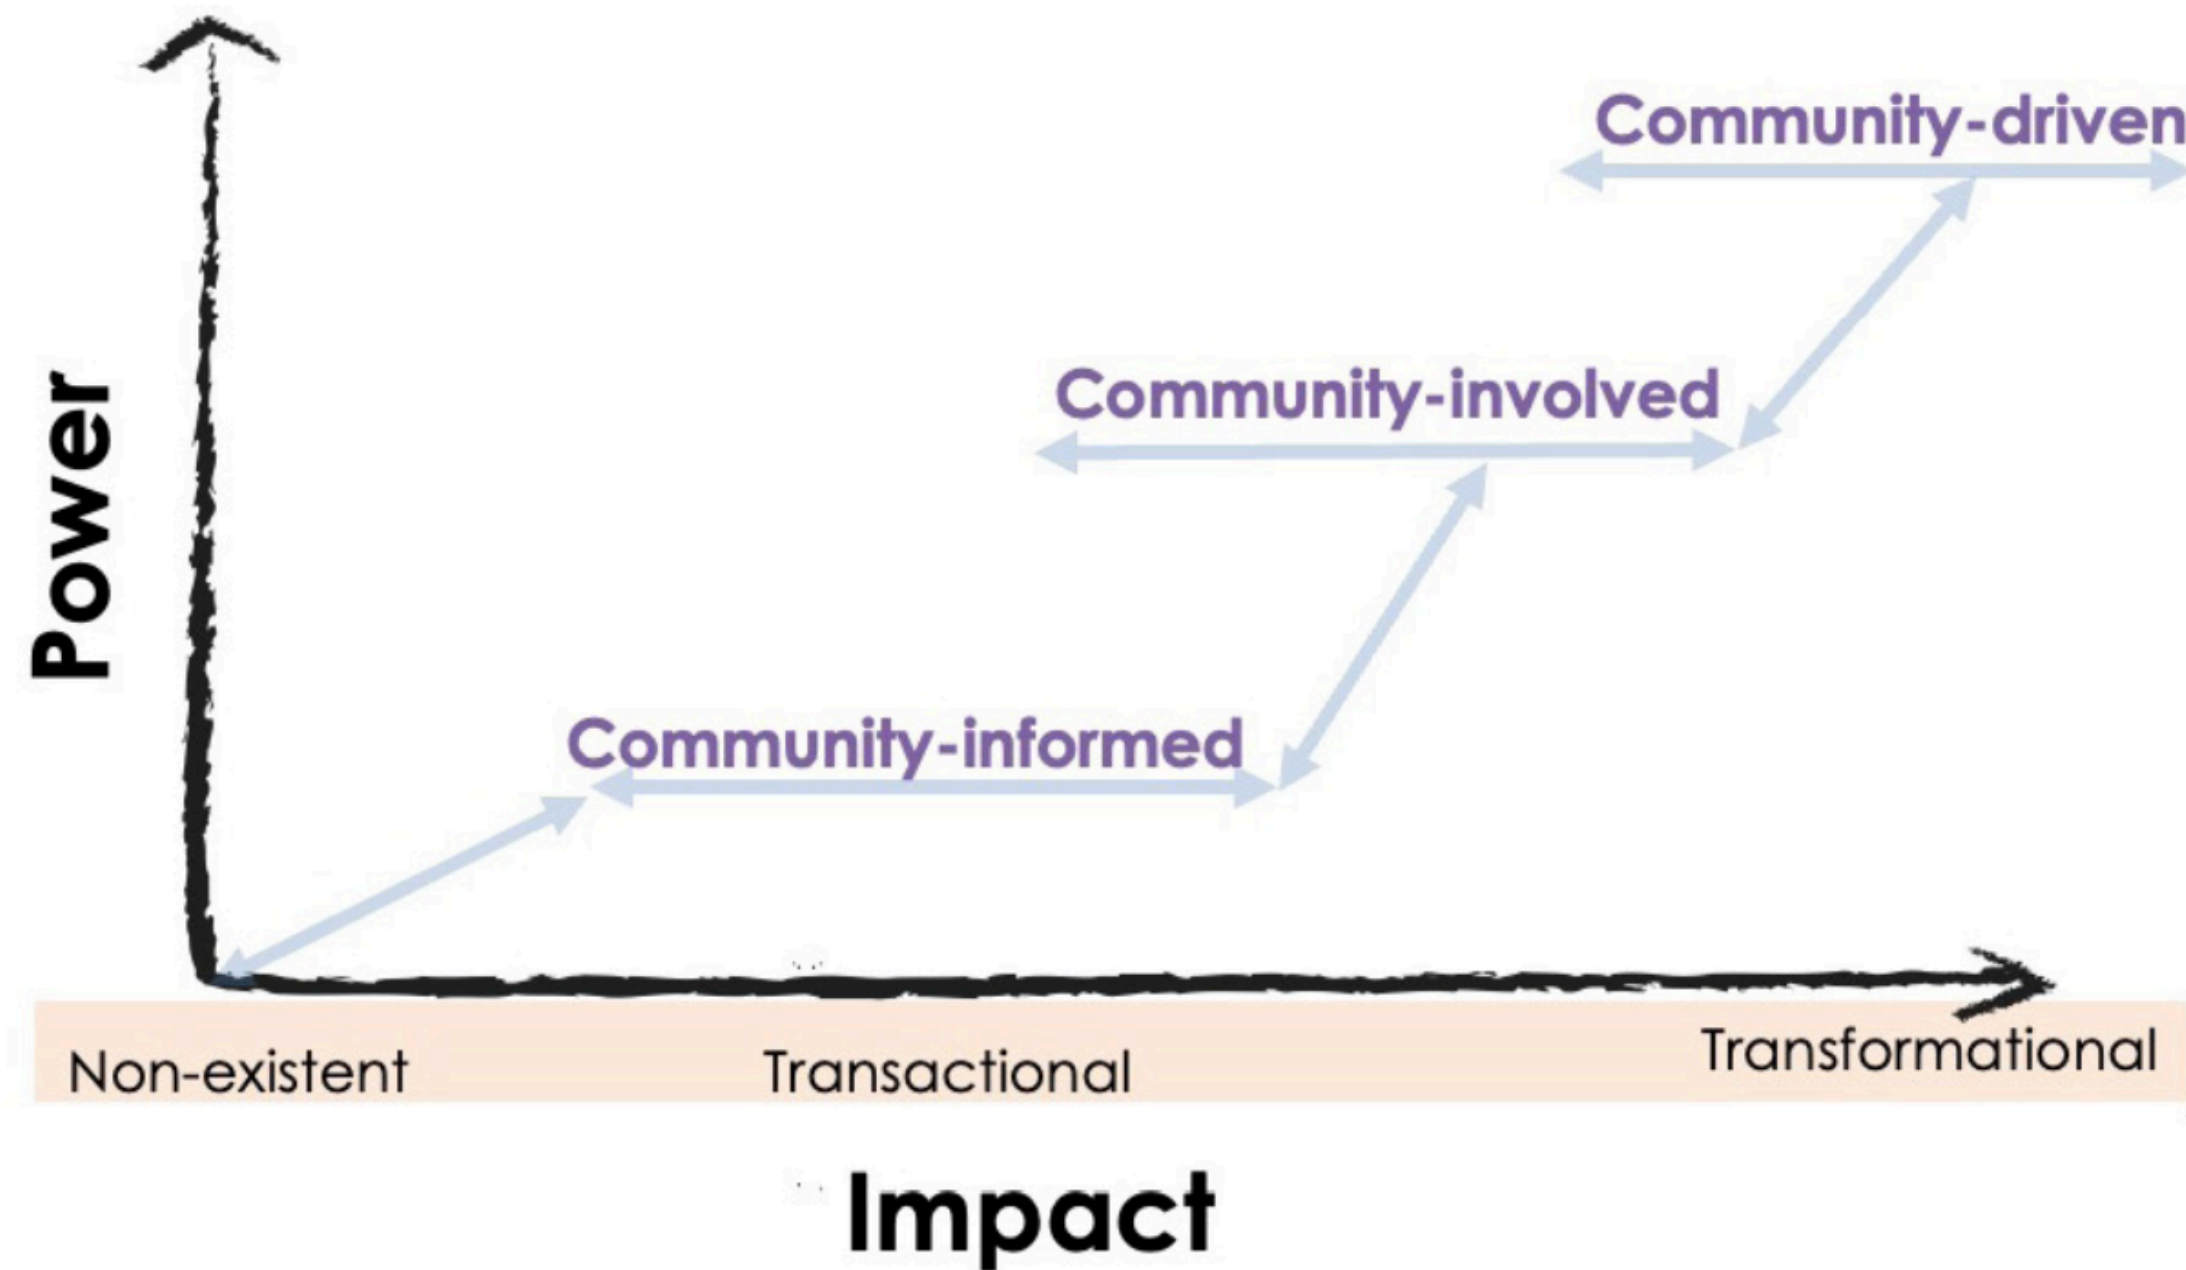 Community-driven
Community-involved
Power
Community-informed
Non-existent
Transactional
Transformational
Impact